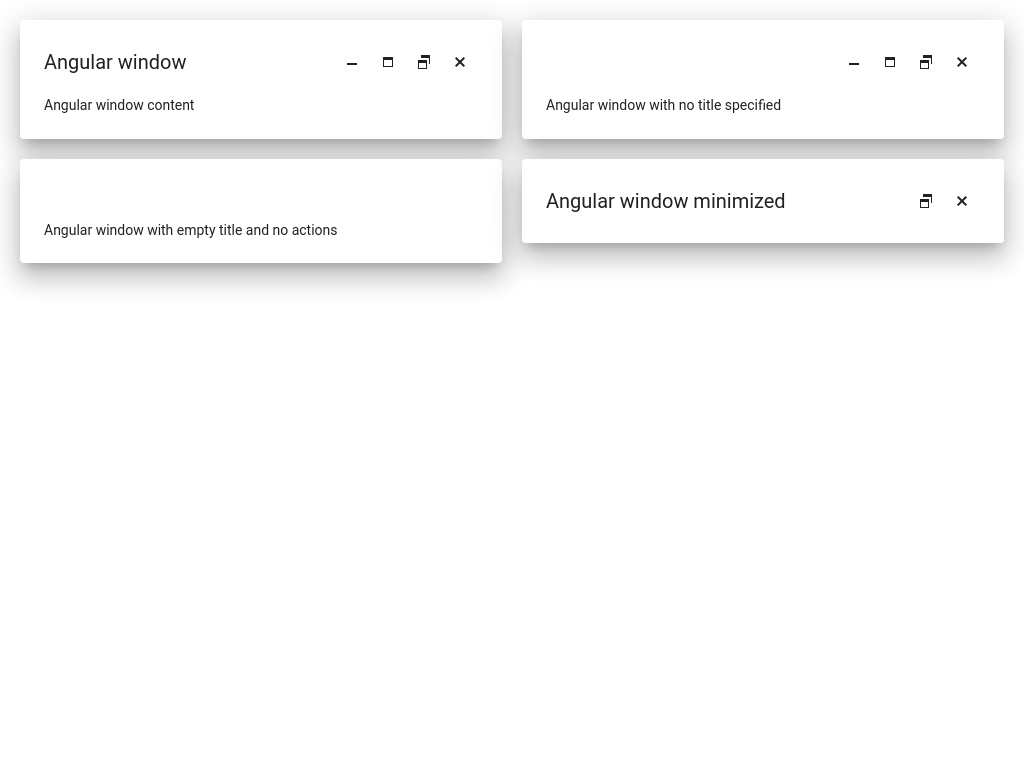 Angular window
Angular window content
Angular window with no title specified
Angular window with empty title and no actions
Angular window minimized